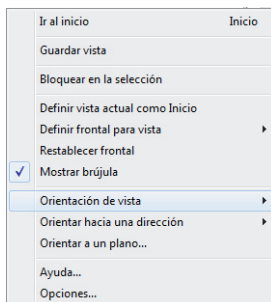 Ir al inicio Inicio
Guardar vista
Bloquear en la selección
Definir vista actual como Inicio
Definir frontal para vista
Restablecer frontal
Mostrar brújula
Orientación de vista
Orientar hacia una dirección
Orientar a un plano...
Ayuda...
Opciones...